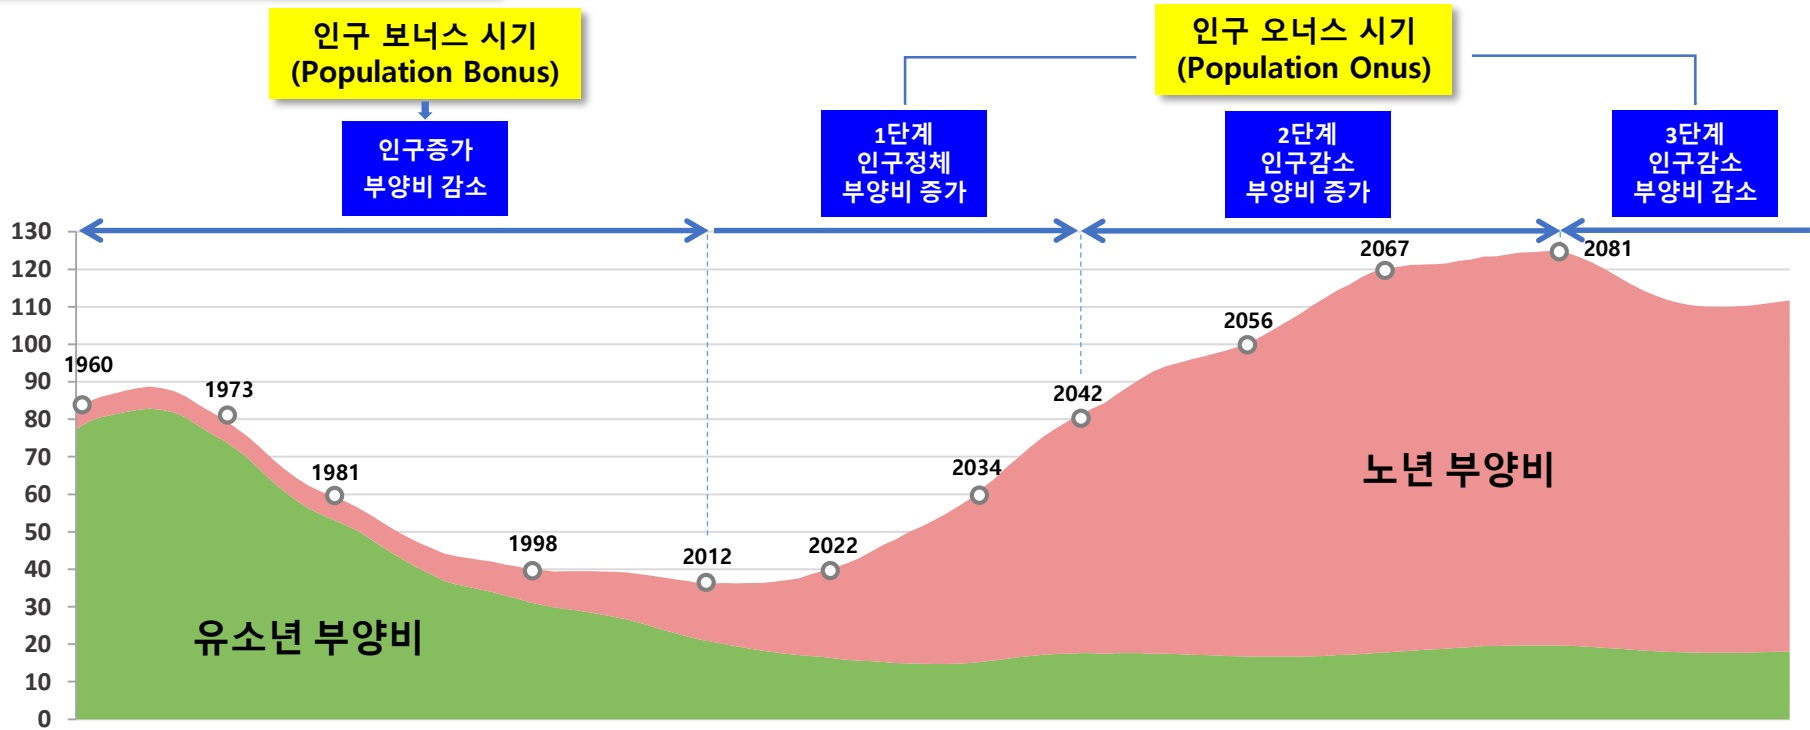 인구 보너스 시기
(Population Bonus)
인구 오너스 시기
(Population Onus)
인구증가
부양비 감소
1단계
인구정체
부양비 증가
2단계
인구감소
부양비 증가
3단계
인구감소
부양비 감소
130
120
110
100
90
80
70
60
50
40
30
20
10
0
1960
1973
1981
1998
2012
2022
2034
2042
2056
2067
2081
유소년 부양비
노년 부양비